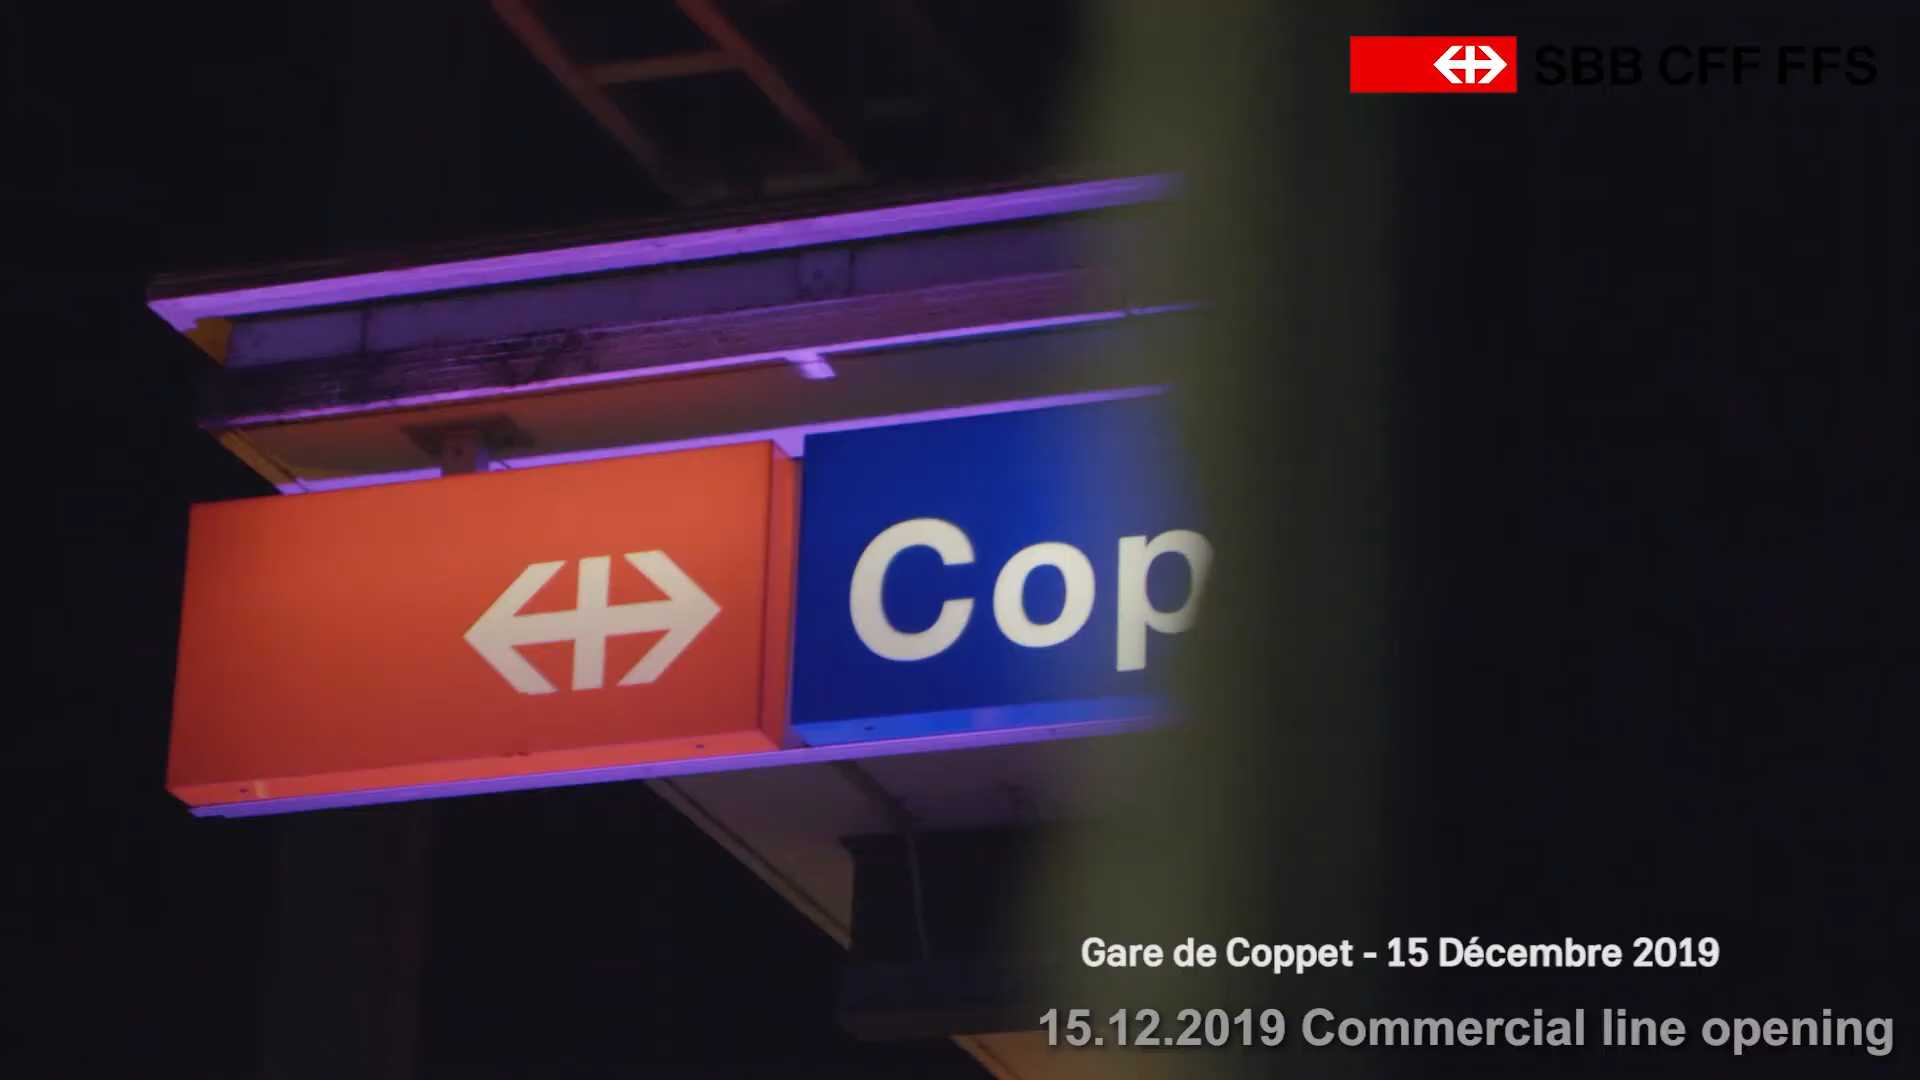 SBB CFF FFS
Cop
Gare de Coppet - 15 Décembre 2019
15.12.2019 Commercial line opening